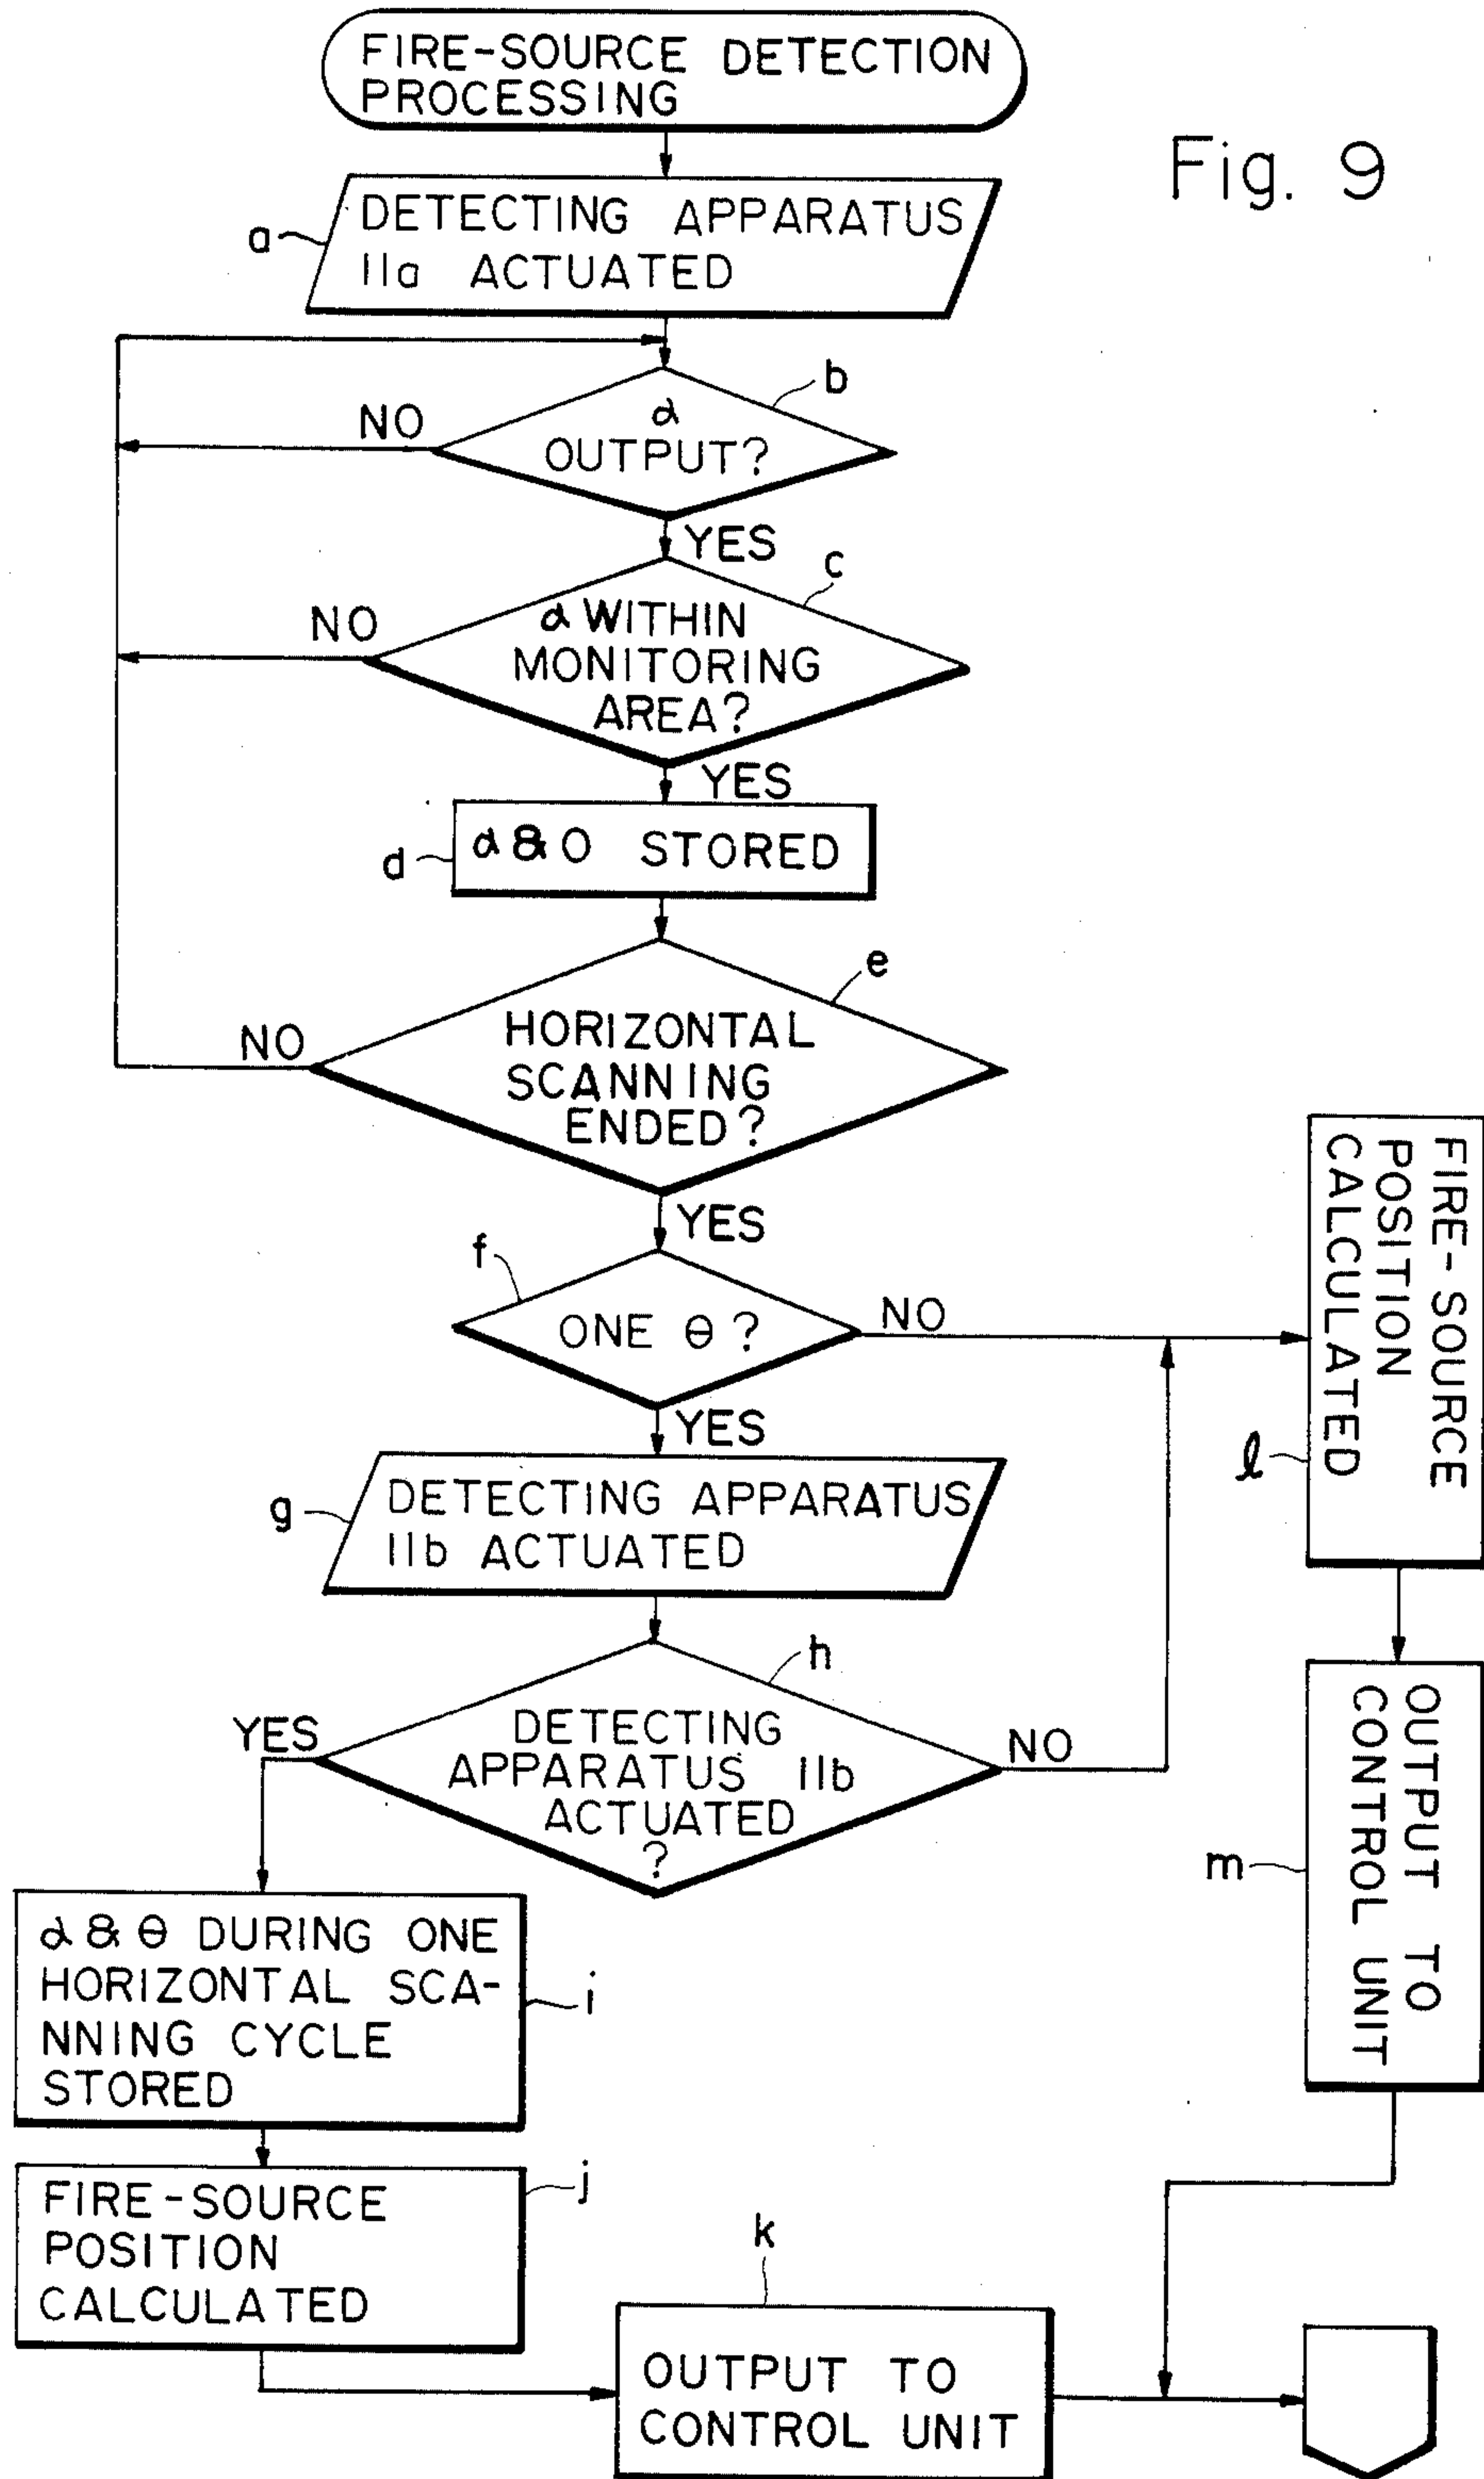 FIRE-SOURCE DETECTION
PROCESSING
Fig. 9
a
DETECTING APPARATUS
11a ACTUATED
b
α
OUTPUT?
NO
YES
c
α WITHIN
MONITORING
AREA?
NO
YES
d
α & O STORED
e
HORIZONTAL
SCANNING
ENDED?
NO
YES
f
ONE θ ?
NO
YES
g
DETECTING APPARATUS
11b ACTUATED
h
DETECTING
APPARATUS 11b
ACTUATED
?
YES
NO
α & θ DURING ONE
HORIZONTAL SCA-
NNING CYCLE
STORED
i
FIRE-SOURCE
POSITION
CALCULATED
j
k
OUTPUT TO
CONTROL UNIT
FIRE-SOURCE
POSITION
CALCULATED
l
OUTPUT TO
CONTROL UNIT
m